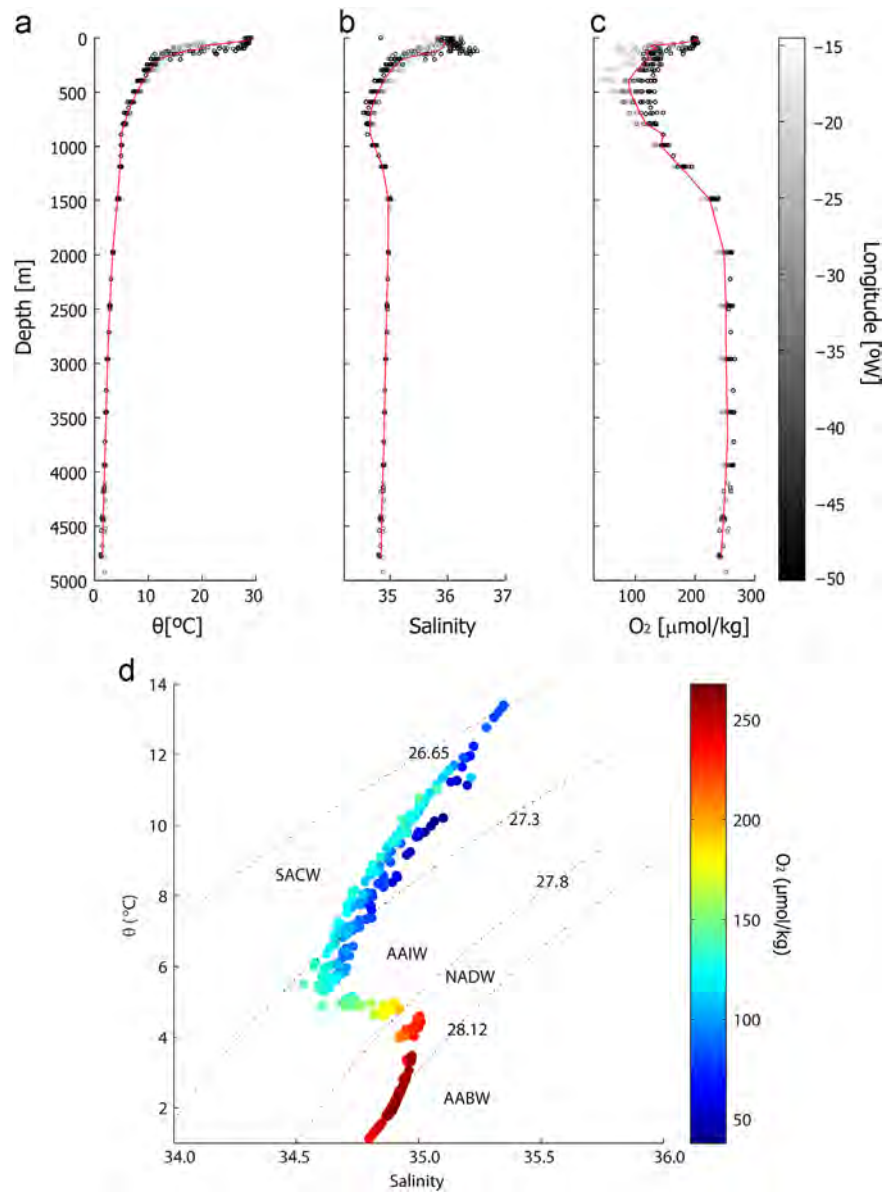 a b c
0
500
1000
1500
2000
2500
3000
3500
4000
4500
5000
Depth [m]
0 10 20 30
θ[ºC]
35 36 37
Salinity
100 200 300
O₂ [μmol/kg]
−15
−20
−25
−30
−35
−40
−45
−50
Longitude [ºW]
d
14
12
10
8
6
4
2
θ (°C)
26.65
27.3
SACW
27.8
AAIW
NADW
28.12
AABW
34.0 34.5 35.0 35.5 36.0
Salinity
250
200
150
100
50
O₂ (μmol/kg)